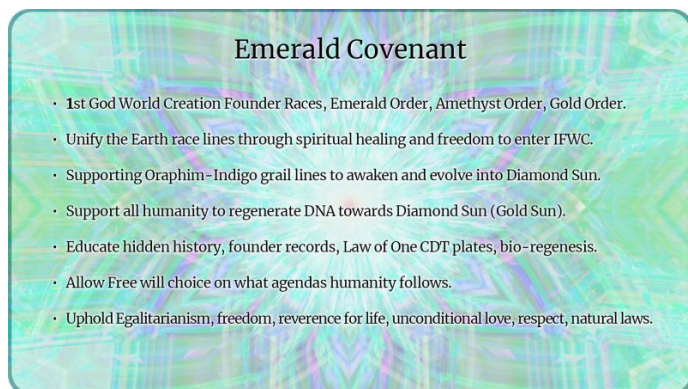 Emerald Covenant
• 1st God World Creation Founder Races, Emerald Order, Amethyst Order, Gold Order.
• Unify the Earth race lines through spiritual healing and freedom to enter IFWC.
• Supporting Oraphim-Indigo grail lines to awaken and evolve into Diamond Sun.
• Support all humanity to regenerate DNA towards Diamond Sun (Gold Sun).
• Educate hidden history, founder records, Law of One CDT plates, bio-regenesis.
• Allow Free will choice on what agendas humanity follows.
• Uphold Egalitarianism, freedom, reverence for life, unconditional love, respect, natural laws.